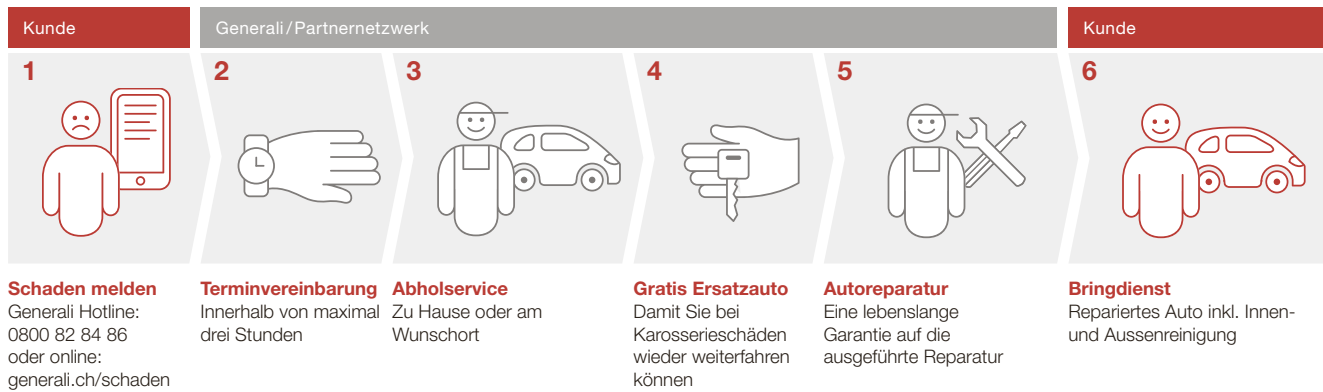 Kunde
Generali/Partnernetzwerk
Kunde
1
2
3
4
5
6
Schaden melden
Generali Hotline:
0800 82 84 86
oder online:
generali.ch/schaden
Terminvereinbarung
Innerhalb von maximal
drei Stunden
Abholservice
Zu Hause oder am
Wunschort
Gratis Ersatzauto
Damit Sie bei
Karosserieschäden
wieder weiterfahren
können
Autoreparatur
Eine lebenslange
Garantie auf die
ausgeführte Reparatur
Bringdienst
Repariertes Auto inkl. Innen-
und Aussenreinigung